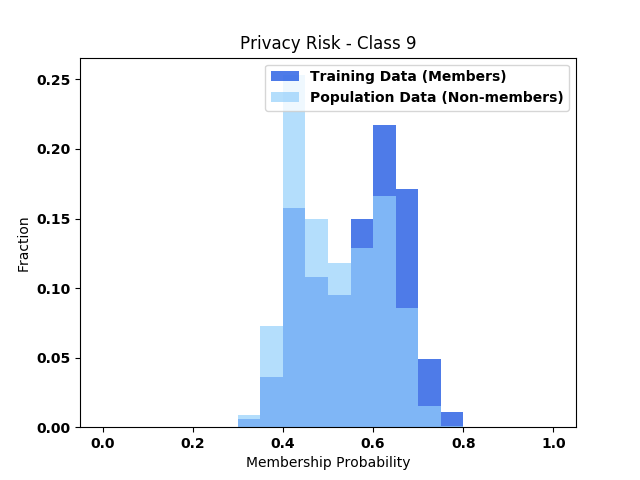 Privacy Risk - Class 9
Training Data (Members)
Population Data (Non-members)
Fraction
0.25
0.20
0.15
0.10
0.05
0.00
0.0 0.2 0.4 0.6 0.8 1.0
Membership Probability